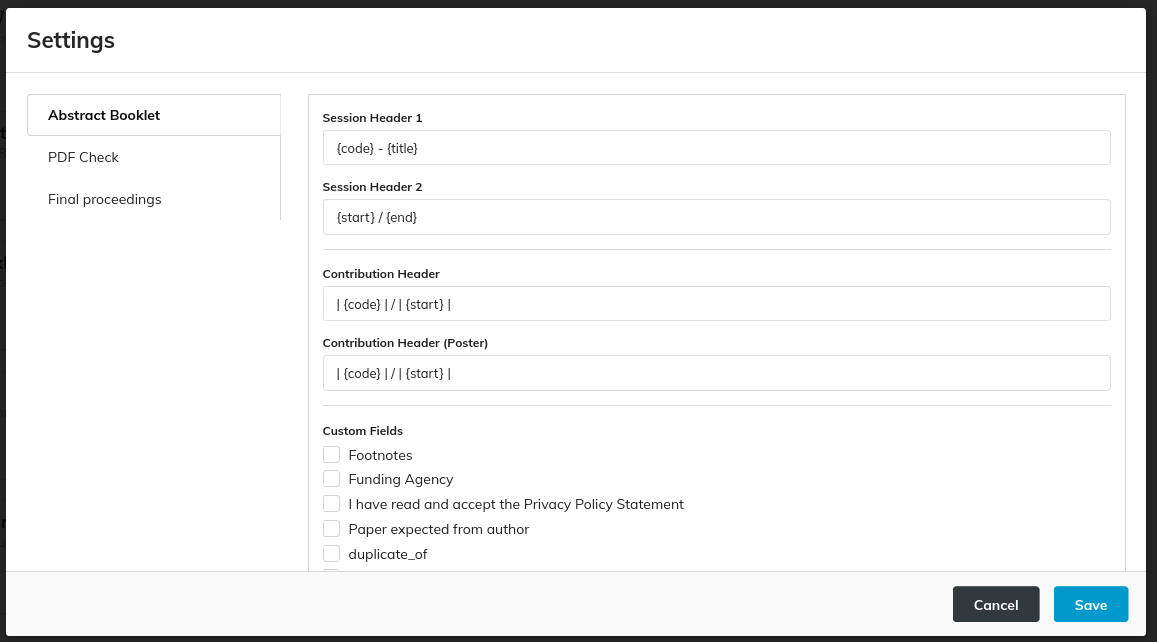 Settings
Abstract Booklet
PDF Check
Final proceedings
Session Header 1
{code} - {title}
Session Header 2
{start} / {end}
Contribution Header
| {code} | / | {start} |
Contribution Header (Poster)
| {code} | / | {start} |
Custom Fields
Footnotes
Funding Agency
I have read and accept the Privacy Policy Statement
Paper expected from author
duplicate_of
Cancel
Save